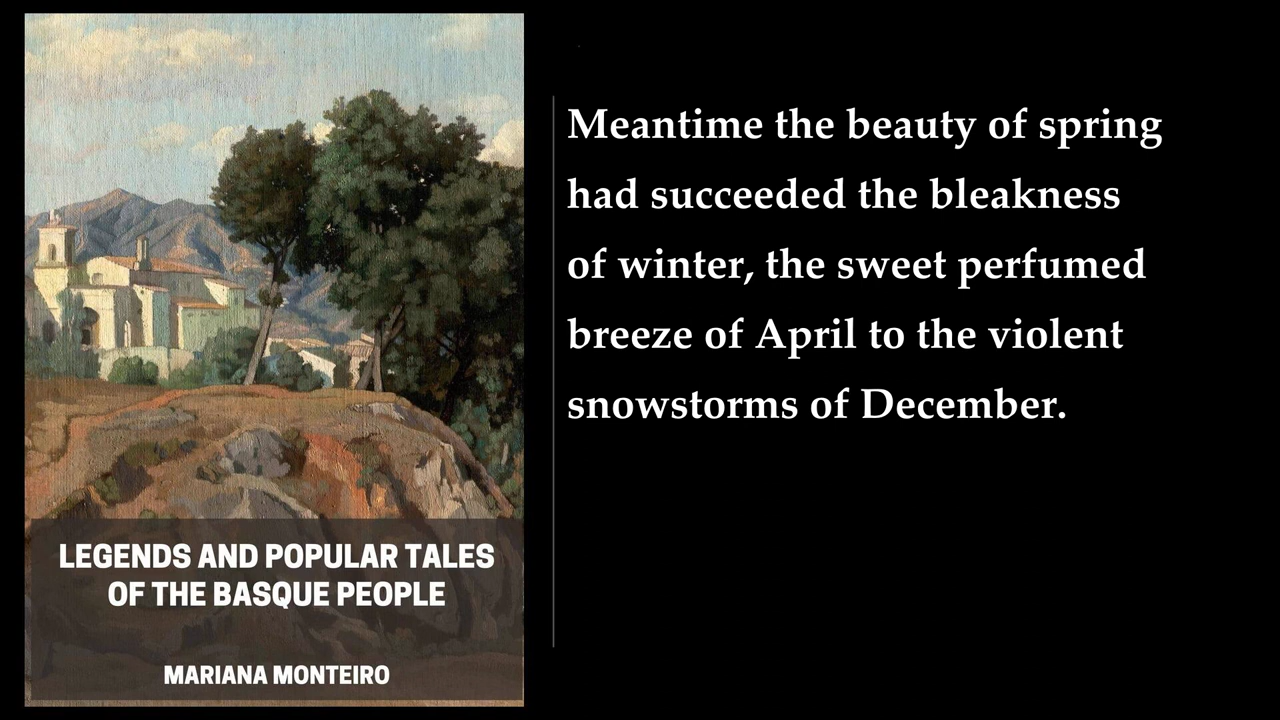 Meantime the beauty of spring
had succeeded the bleakness
of winter, the sweet perfumed
breeze of April to the violent
snowstorms of December.
LEGENDS AND POPULAR TALES
OF THE BASQUE PEOPLE
MARIANA MONTEIRO